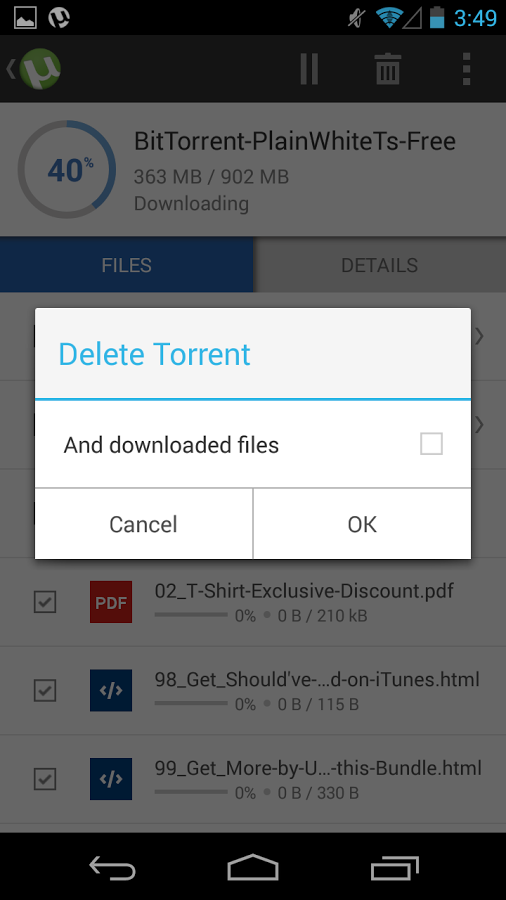 3:49
BitTorrent-PlainWhiteTs-Free
40%
363 MB / 902 MB
Downloading
FILES
DETAILS
Delete Torrent
And downloaded files
Cancel
OK
02_T-Shirt-Exclusive-Discount.pdf
PDF
0% • 0 B / 210 kB
98_Get_Should've-...d-on-iTunes.html
</>
0% • 0 B / 115 B
99_Get_More-by-U...-this-Bundle.html
</>
0% • 0 B / 330 B